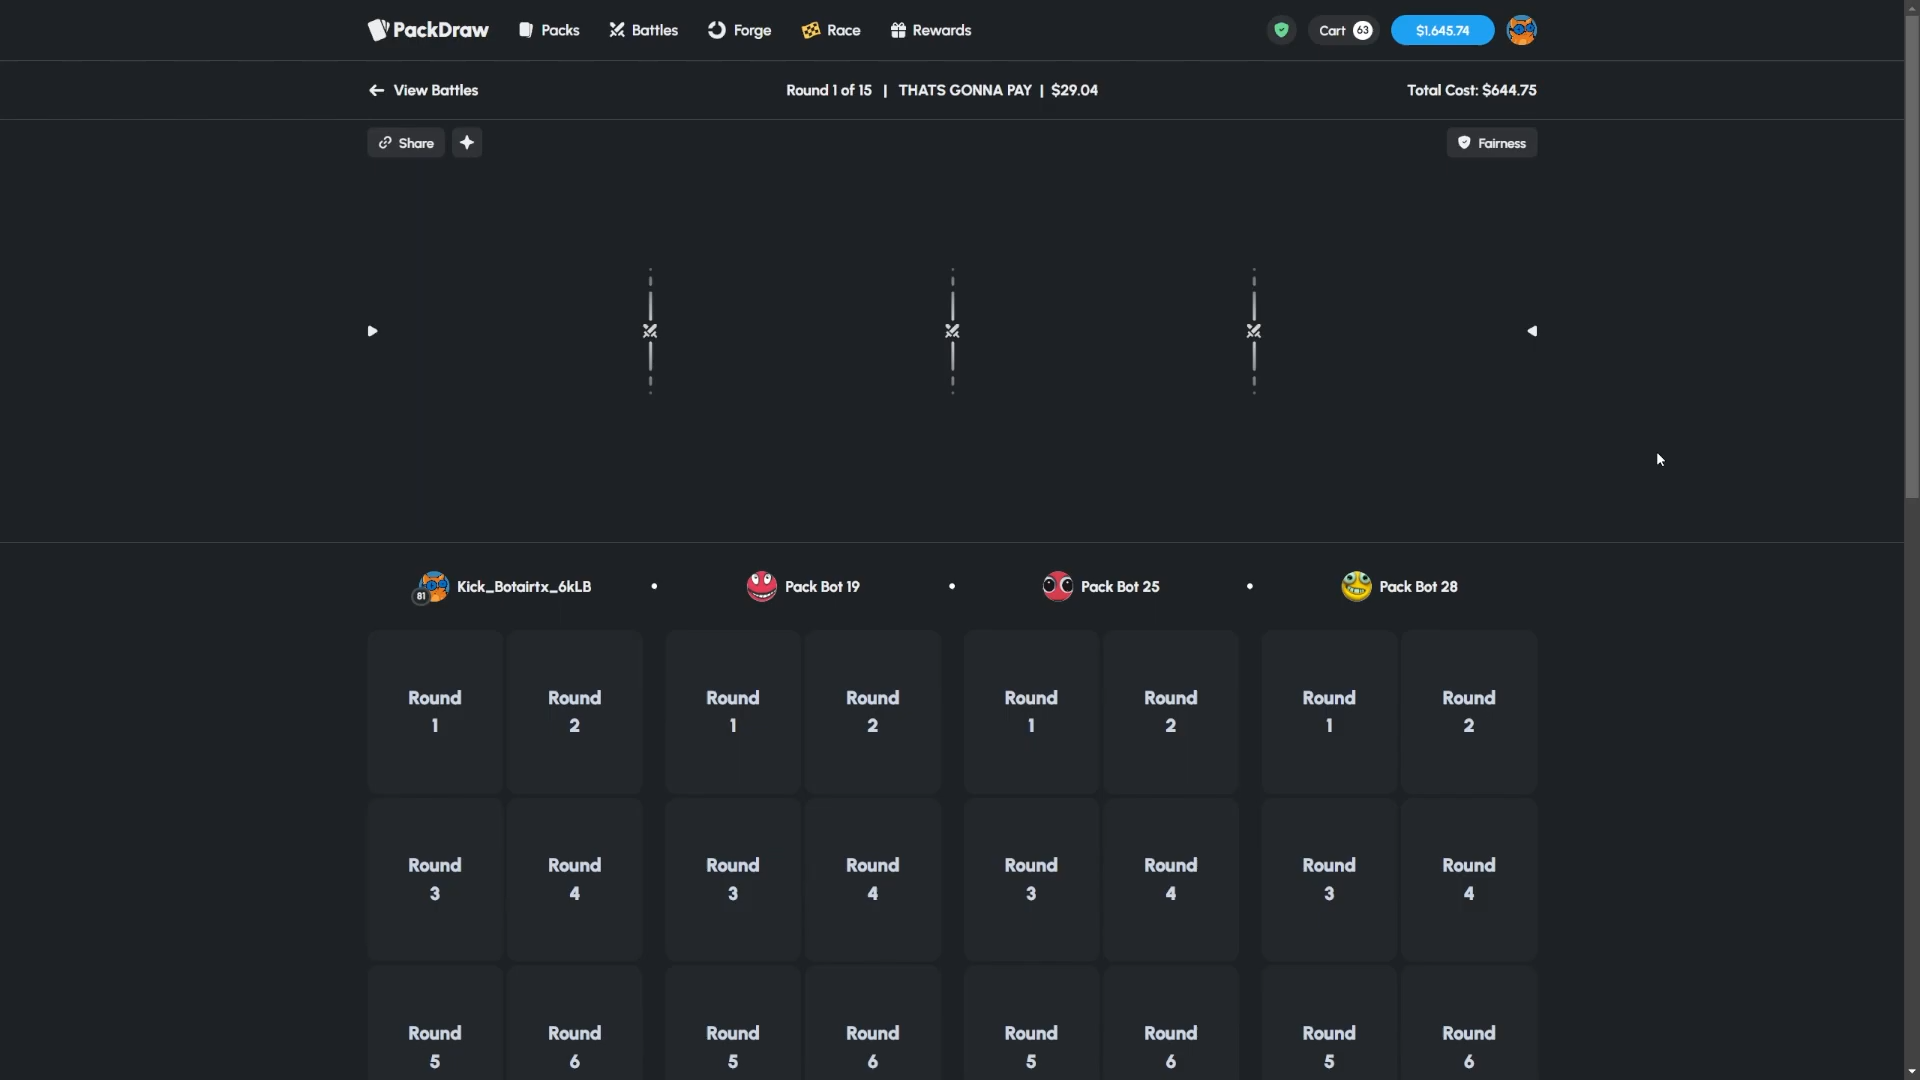 PackDraw Packs Battles Forge Race Rewards Cart 63 $1,645.74
View Battles Round 1 of 15 | THATS GONNA PAY | $29.04 Total Cost: $644.75
Share Fairness
81 Kick_Botairtx_6kLB • Pack Bot 19 • Pack Bot 25 • Pack Bot 28
Round Round Round Round Round Round Round Round
1 2 1 2 1 2 1 2
Round Round Round Round Round Round Round Round
3 4 3 4 3 4 3 4
Round Round Round Round Round Round Round Round
5 6 5 6 5 6 5 6